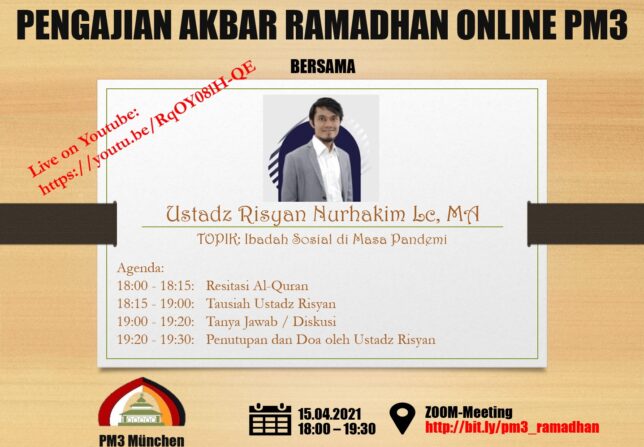 PENGAJIAN AKBAR RAMADHAN ONLINE PM3
BERSAMA
Live on Youtube:
https://youtu.be/RqOY08lH-QE
Ustadz Risyan Nurhakim Lc, MA
TOPIK: Ibadah Sosial di Masa Pandemi
Agenda:
18:00 - 18:15: Resitasi Al-Quran
18:15 - 19:00: Tausiah Ustadz Risyan
19:00 - 19:20: Tanya Jawab / Diskusi
19:20 - 19:30: Penutupan dan Doa oleh Ustadz Risyan
PM3 München
15.04.2021
18:00 – 19:30
ZOOM-Meeting
http://bit.ly/pm3_ramadhan